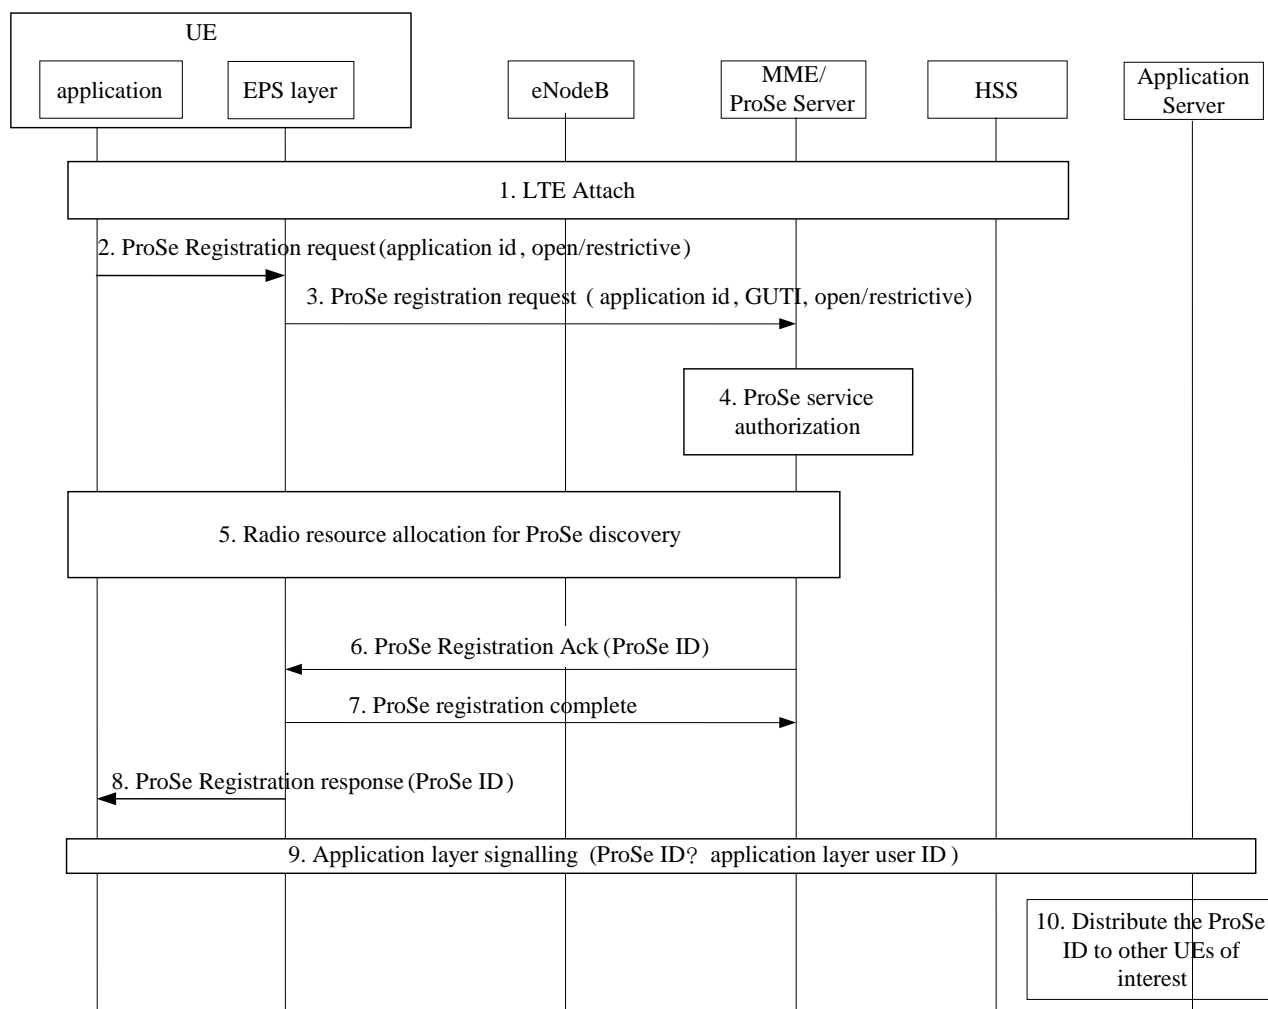 UE
application
EPS layer
eNodeB
MME/
ProSe Server
HSS
Application
Server
1. LTE Attach
2. ProSe Registration request (application id, open/restrictive)
3. ProSe registration request ( application id, GUTI, open/restrictive)
4. ProSe service
authorization
5. Radio resource allocation for ProSe discovery
6. ProSe Registration Ack (ProSe ID)
7. ProSe registration complete
8. ProSe Registration response (ProSe ID)
9. Application layer signalling (ProSe ID? application layer user ID)
10. Distribute the ProSe
ID to other UEs of
interest